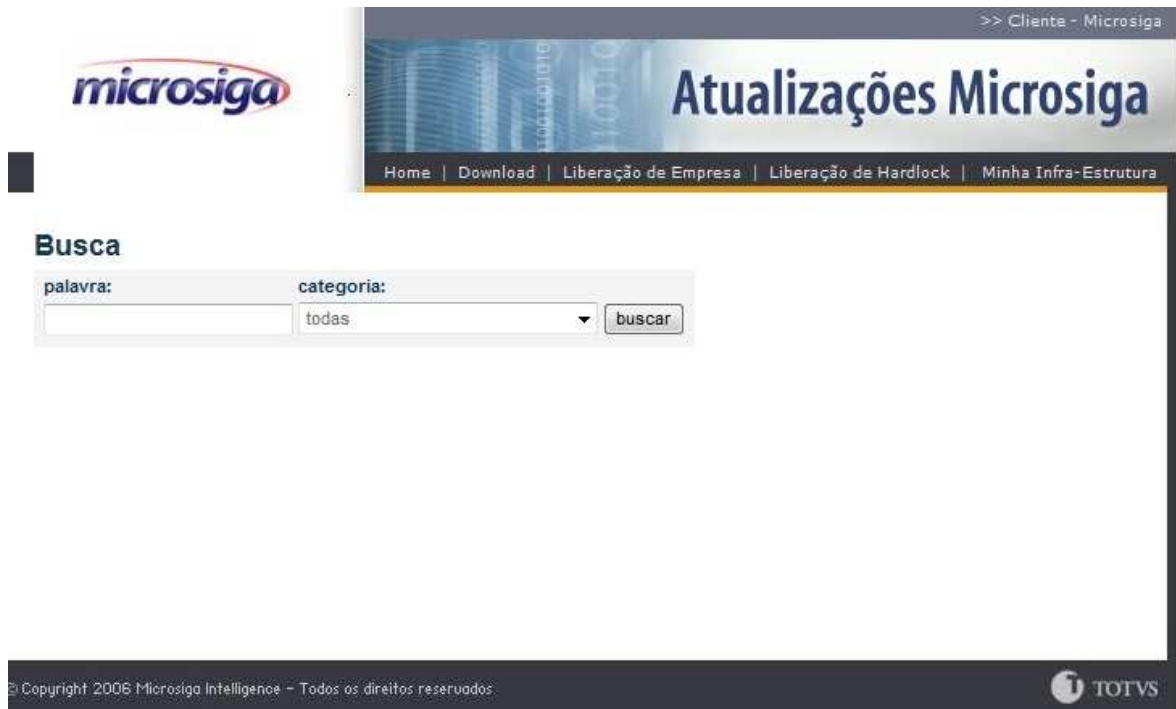 >> Cliente - Microsiga
microsiga
Atualizações Microsiga
Home | Download | Liberação de Empresa | Liberação de Hardlock | Minha Infra-Estrutura
Busca
palavra: categoria:
todas buscar
© Copyright 2006 Microsiga Intelligence - Todos os direitos reservados
TOTVS